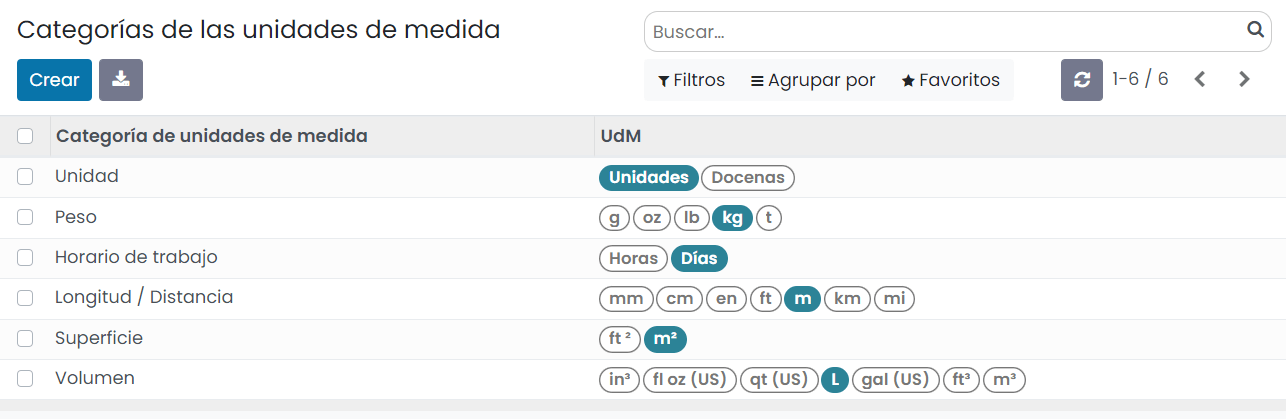 Categorías de las unidades de medida
Buscar...
Crear
Filtros Agrupar por Favoritos 1-6 / 6
Categoría de unidades de medida UdM
Unidad Unidades Docenas
Peso g oz lb kg t
Horario de trabajo Horas Días
Longitud / Distancia mm cm en ft m km mi
Superficie ft ² m²
Volumen in³ fl oz (US) qt (US) L gal (US) ft³ m³